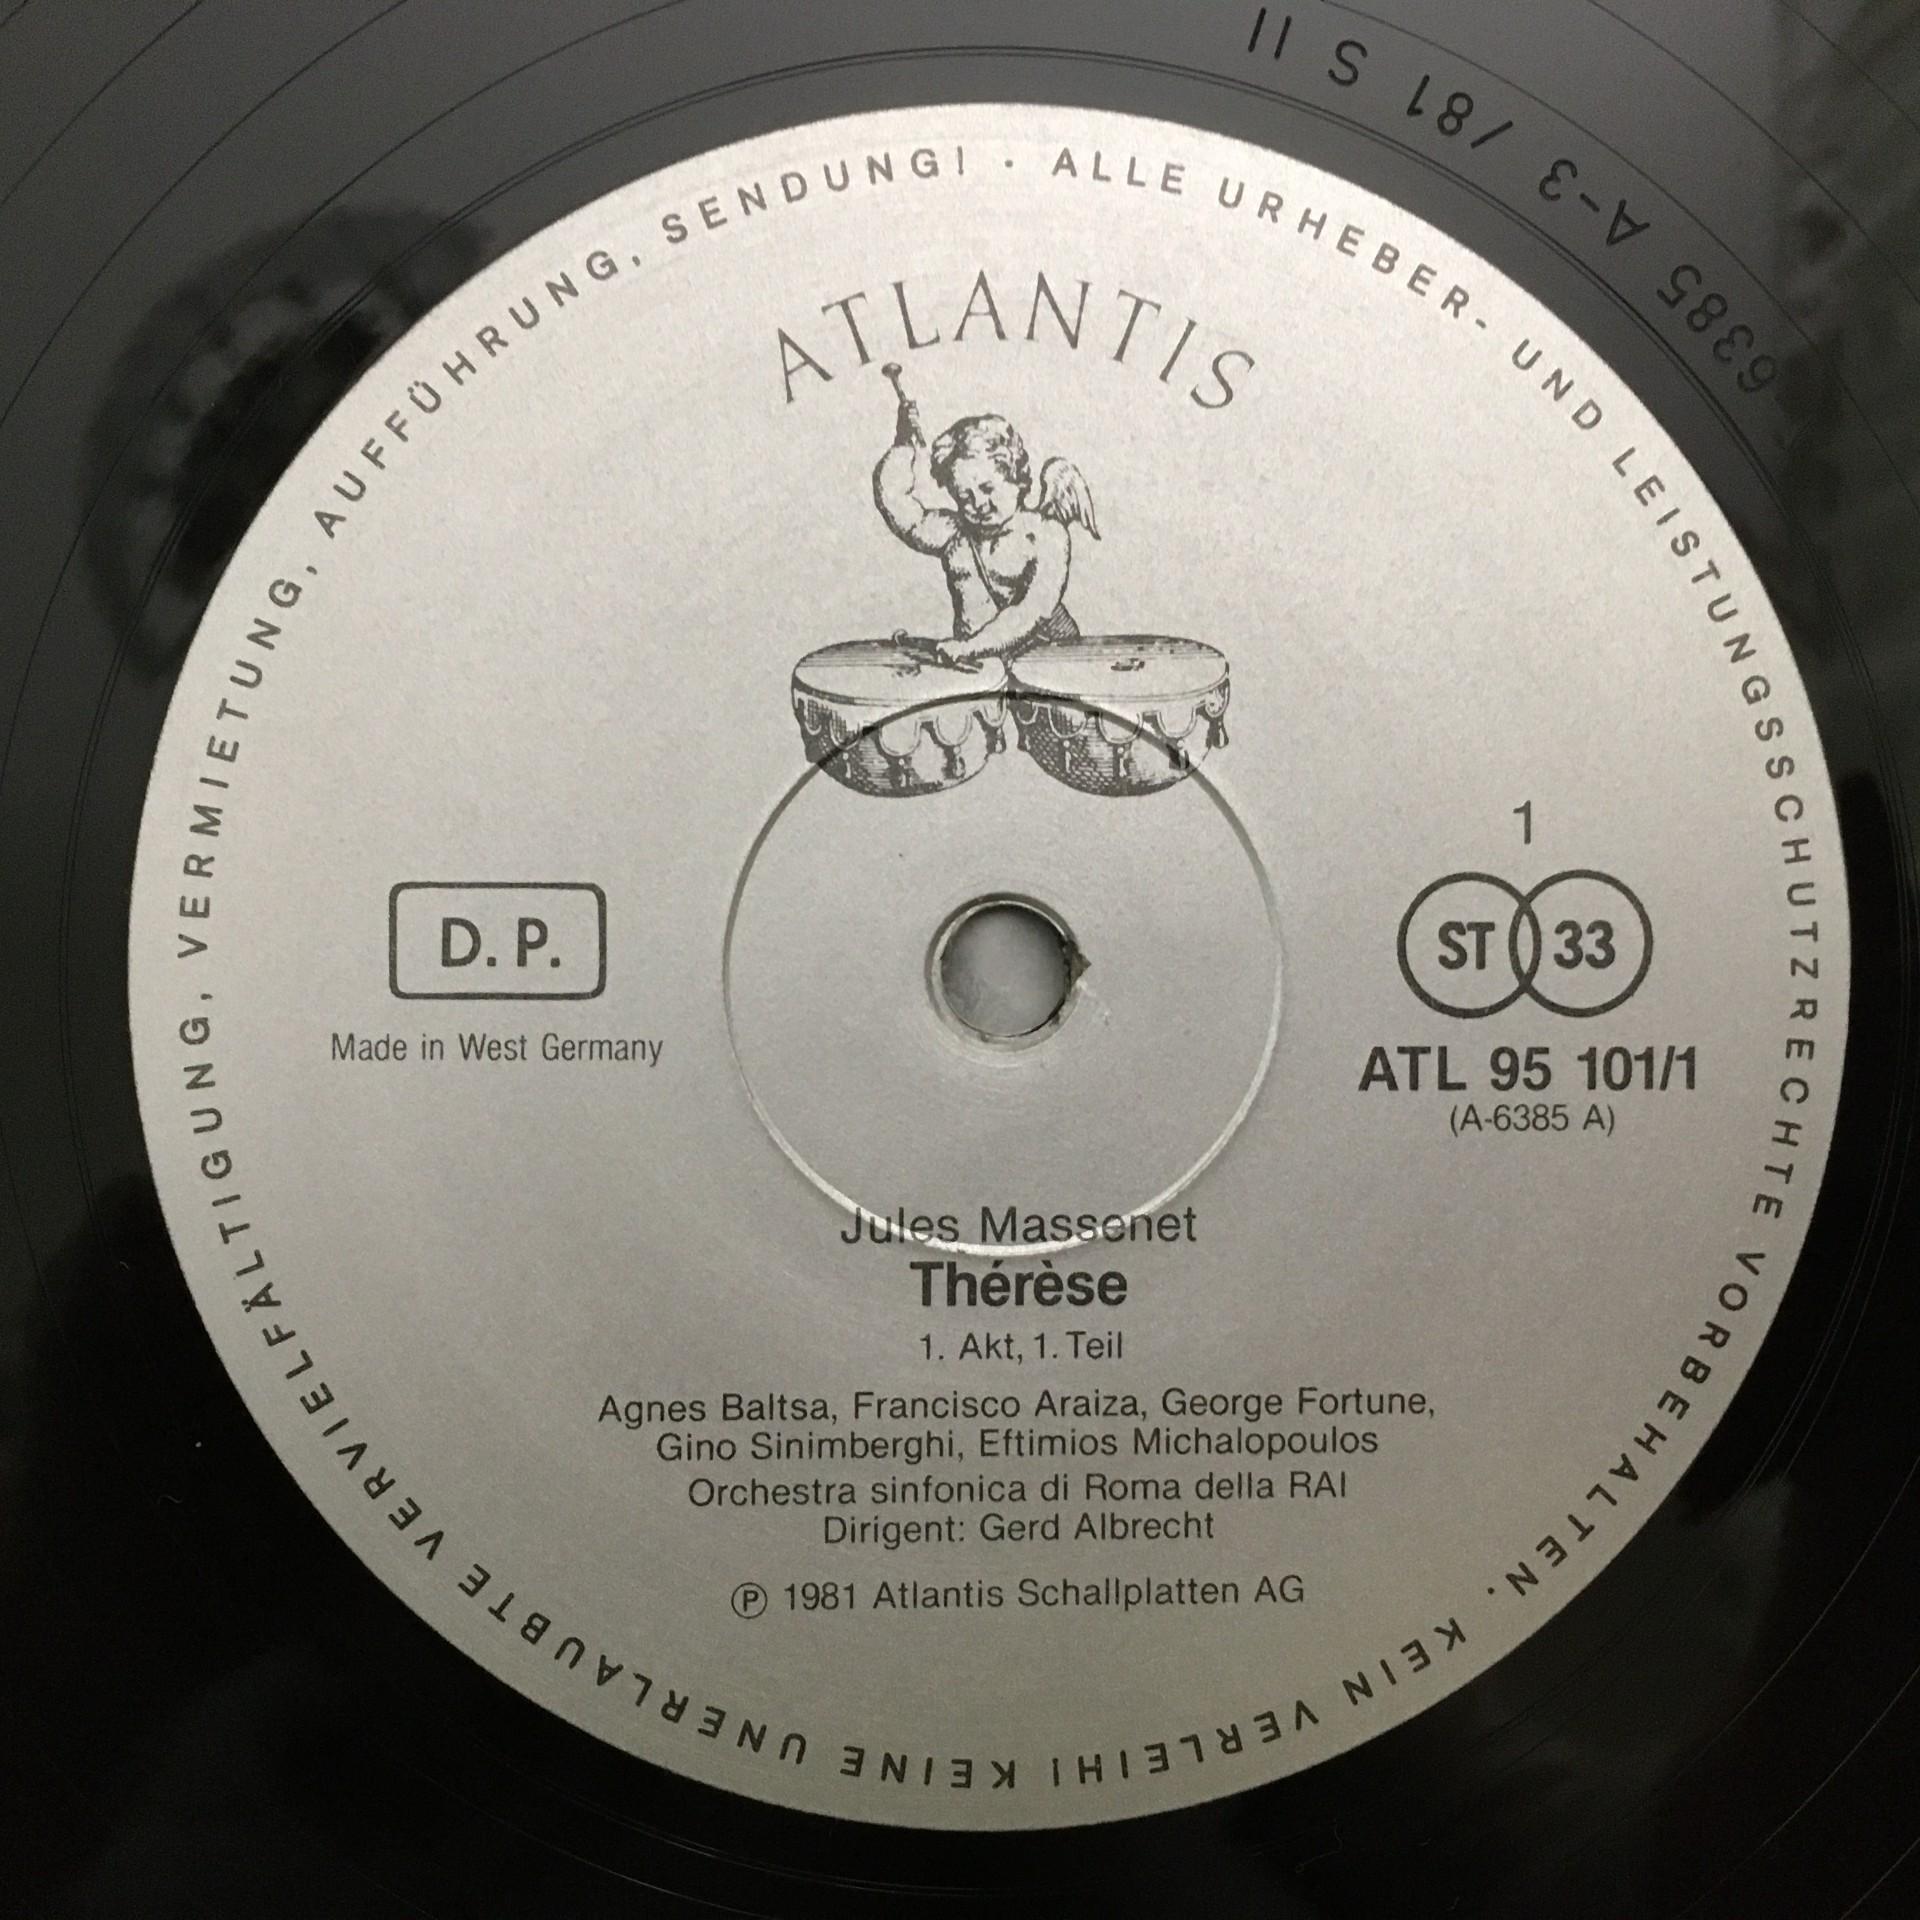 6385 A-3 /81 S II
ALLE URHEBER- UND LEISTUNGSSCHUTZRECHTE VORBEHALTEN. KEIN VERLEIH! KEINE UNERLAUBTE VERVIELFÄLTIGUNG, VERMIETUNG, AUFFÜHRUNG, SENDUNG! ·
ATLANTIS
D. P.
Made in West Germany
1
ST 33
ATL 95 101/1
(A-6385 A)
Jules Massenet
Thérèse
1. Akt, 1. Teil
Agnes Baltsa, Francisco Araiza, George Fortune,
Gino Sinimberghi, Eftimios Michalopoulos
Orchestra sinfonica di Roma della RAI
Dirigent: Gerd Albrecht
℗ 1981 Atlantis Schallplatten AG